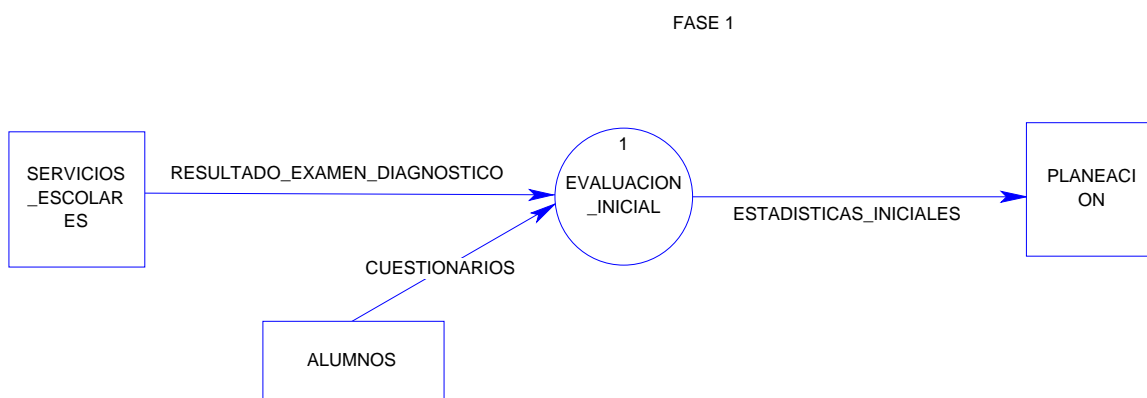 FASE 1
SERVICIOS
_ESCOLAR
ES
RESULTADO_EXAMEN_DIAGNOSTICO
CUESTIONARIOS
ALUMNOS
1
EVALUACION
_INICIAL
ESTADISTICAS_INICIALES
PLANEACI
ON